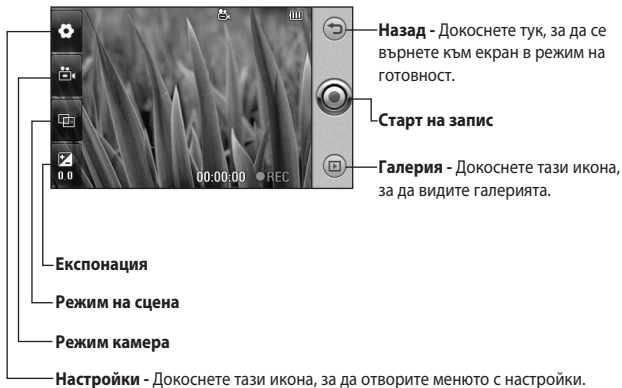 Назад - Докоснете тук, за да се
върнете към екран в режим на
готовност.
Старт на запис
Галерия - Докоснете тази икона,
за да видите галерията.
0.0
00:00:00 REC
Експонация
Режим на сцена
Режим камера
Настройки - Докоснете тази икона, за да отворите менюто с настройки.